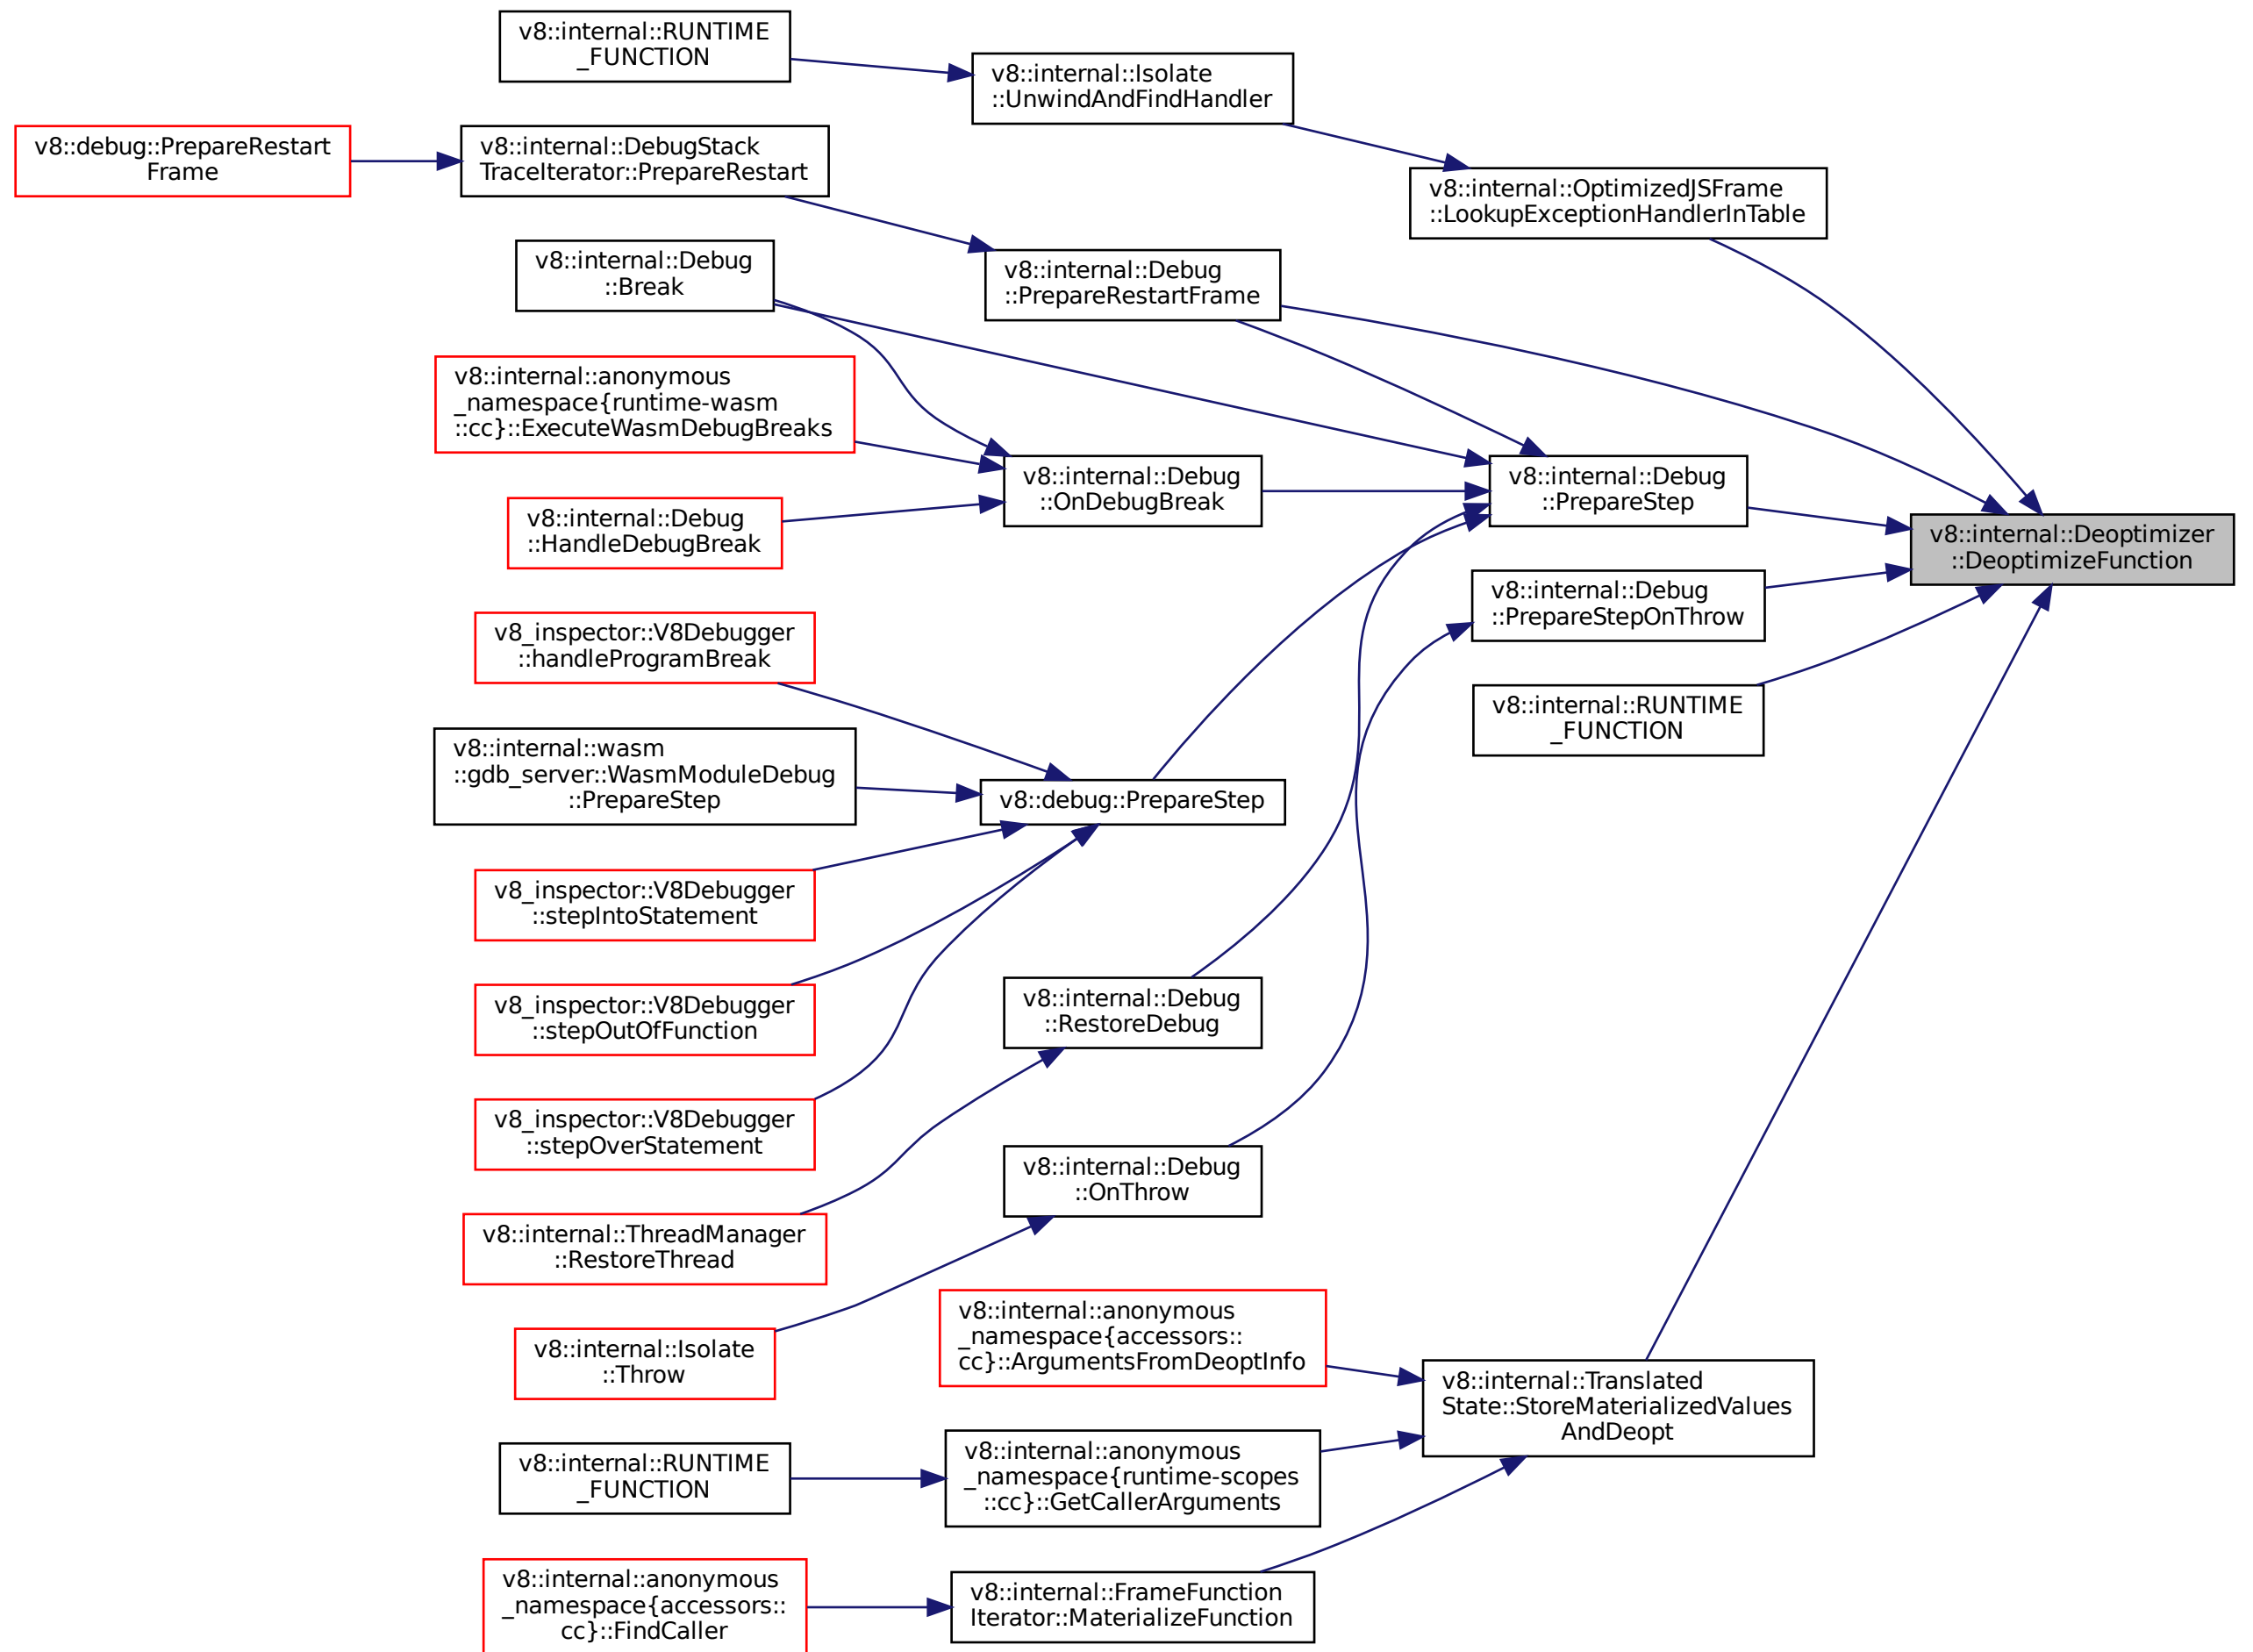 v8::internal::RUNTIME
_FUNCTION
v8::internal::Isolate
::UnwindAndFindHandler
v8::debug::PrepareRestart
Frame
v8::internal::DebugStack
TraceIterator::PrepareRestart
v8::internal::OptimizedJSFrame
::LookupExceptionHandlerInTable
v8::internal::Debug
::Break
v8::internal::Debug
::PrepareRestartFrame
v8::internal::anonymous
_namespace{runtime-wasm
::cc}::ExecuteWasmDebugBreaks
v8::internal::Debug
::OnDebugBreak
v8::internal::Debug
::PrepareStep
v8::internal::Debug
::HandleDebugBreak
v8::internal::Deoptimizer
::DeoptimizeFunction
v8::internal::Debug
::PrepareStepOnThrow
v8_inspector::V8Debugger
::handleProgramBreak
v8::internal::RUNTIME
_FUNCTION
v8::internal::wasm
::gdb_server::WasmModuleDebug
::PrepareStep
v8::debug::PrepareStep
v8_inspector::V8Debugger
::stepIntoStatement
v8_inspector::V8Debugger
::stepOutOfFunction
v8::internal::Debug
::RestoreDebug
v8_inspector::V8Debugger
::stepOverStatement
v8::internal::Debug
::OnThrow
v8::internal::ThreadManager
::RestoreThread
v8::internal::anonymous
_namespace{accessors::
cc}::ArgumentsFromDeoptInfo
v8::internal::Isolate
::Throw
v8::internal::Translated
State::StoreMaterializedValues
AndDeopt
v8::internal::RUNTIME
_FUNCTION
v8::internal::anonymous
_namespace{runtime-scopes
::cc}::GetCallerArguments
v8::internal::anonymous
_namespace{accessors::
cc}::FindCaller
v8::internal::FrameFunction
Iterator::MaterializeFunction